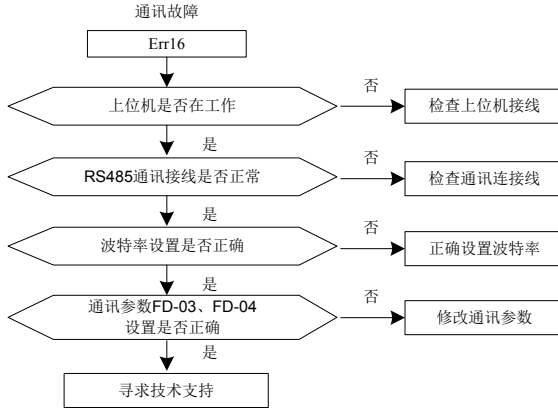 通讯故障
Err16
上位机是否在工作
否
检查上位机接线
是
RS485通讯接线是否正常
否
检查通讯连接线
是
波特率设置是否正确
否
正确设置波特率
是
通讯参数FD-03、FD-04
设置是否正确
否
修改通讯参数
是
寻求技术支持